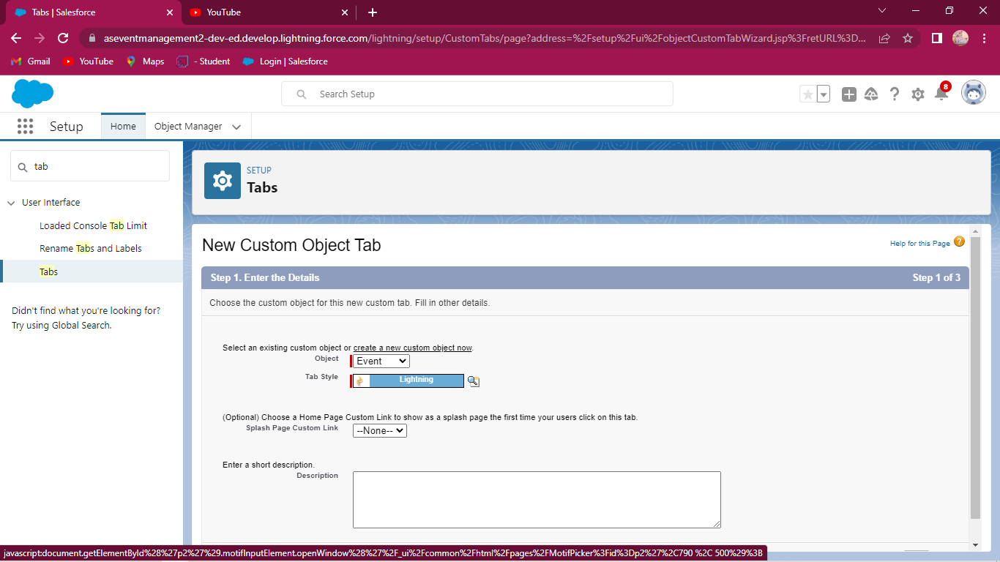 Tabs | Salesforce
YouTube
aseventmanagement2-dev-ed.develop.lightning.force.com/lightning/setup/CustomTabs/page?address=%2Fsetup%2Fui%2FobjectCustomTabWizard.jsp%3FretURL%3D...
Gmail YouTube Maps - Student Login | Salesforce
Search Setup
8
Setup Home Object Manager
tab
User Interface
Loaded Console Tab Limit
Rename Tabs and Labels
Tabs
Didn't find what you're looking for?
Try using Global Search.
SETUP
Tabs
New Custom Object Tab
Help for this Page ?
Step 1. Enter the Details Step 1 of 3
Choose the custom object for this new custom tab. Fill in other details.
Select an existing custom object or create a new custom object now.
Object Event
Tab Style Lightning
(Optional) Choose a Home Page Custom Link to show as a splash page the first time your users click on this tab.
Splash Page Custom Link --None--
Enter a short description.
Description
javascript:document.getElementById%28%27p2%27%29.motifInputElement.openWindow%28%27%2F_ui%2Fcommon%2Fhtml%2Fpages%2FMotifPicker%3Fid%3Dp2%27%2C790 %2C 500%29%3B